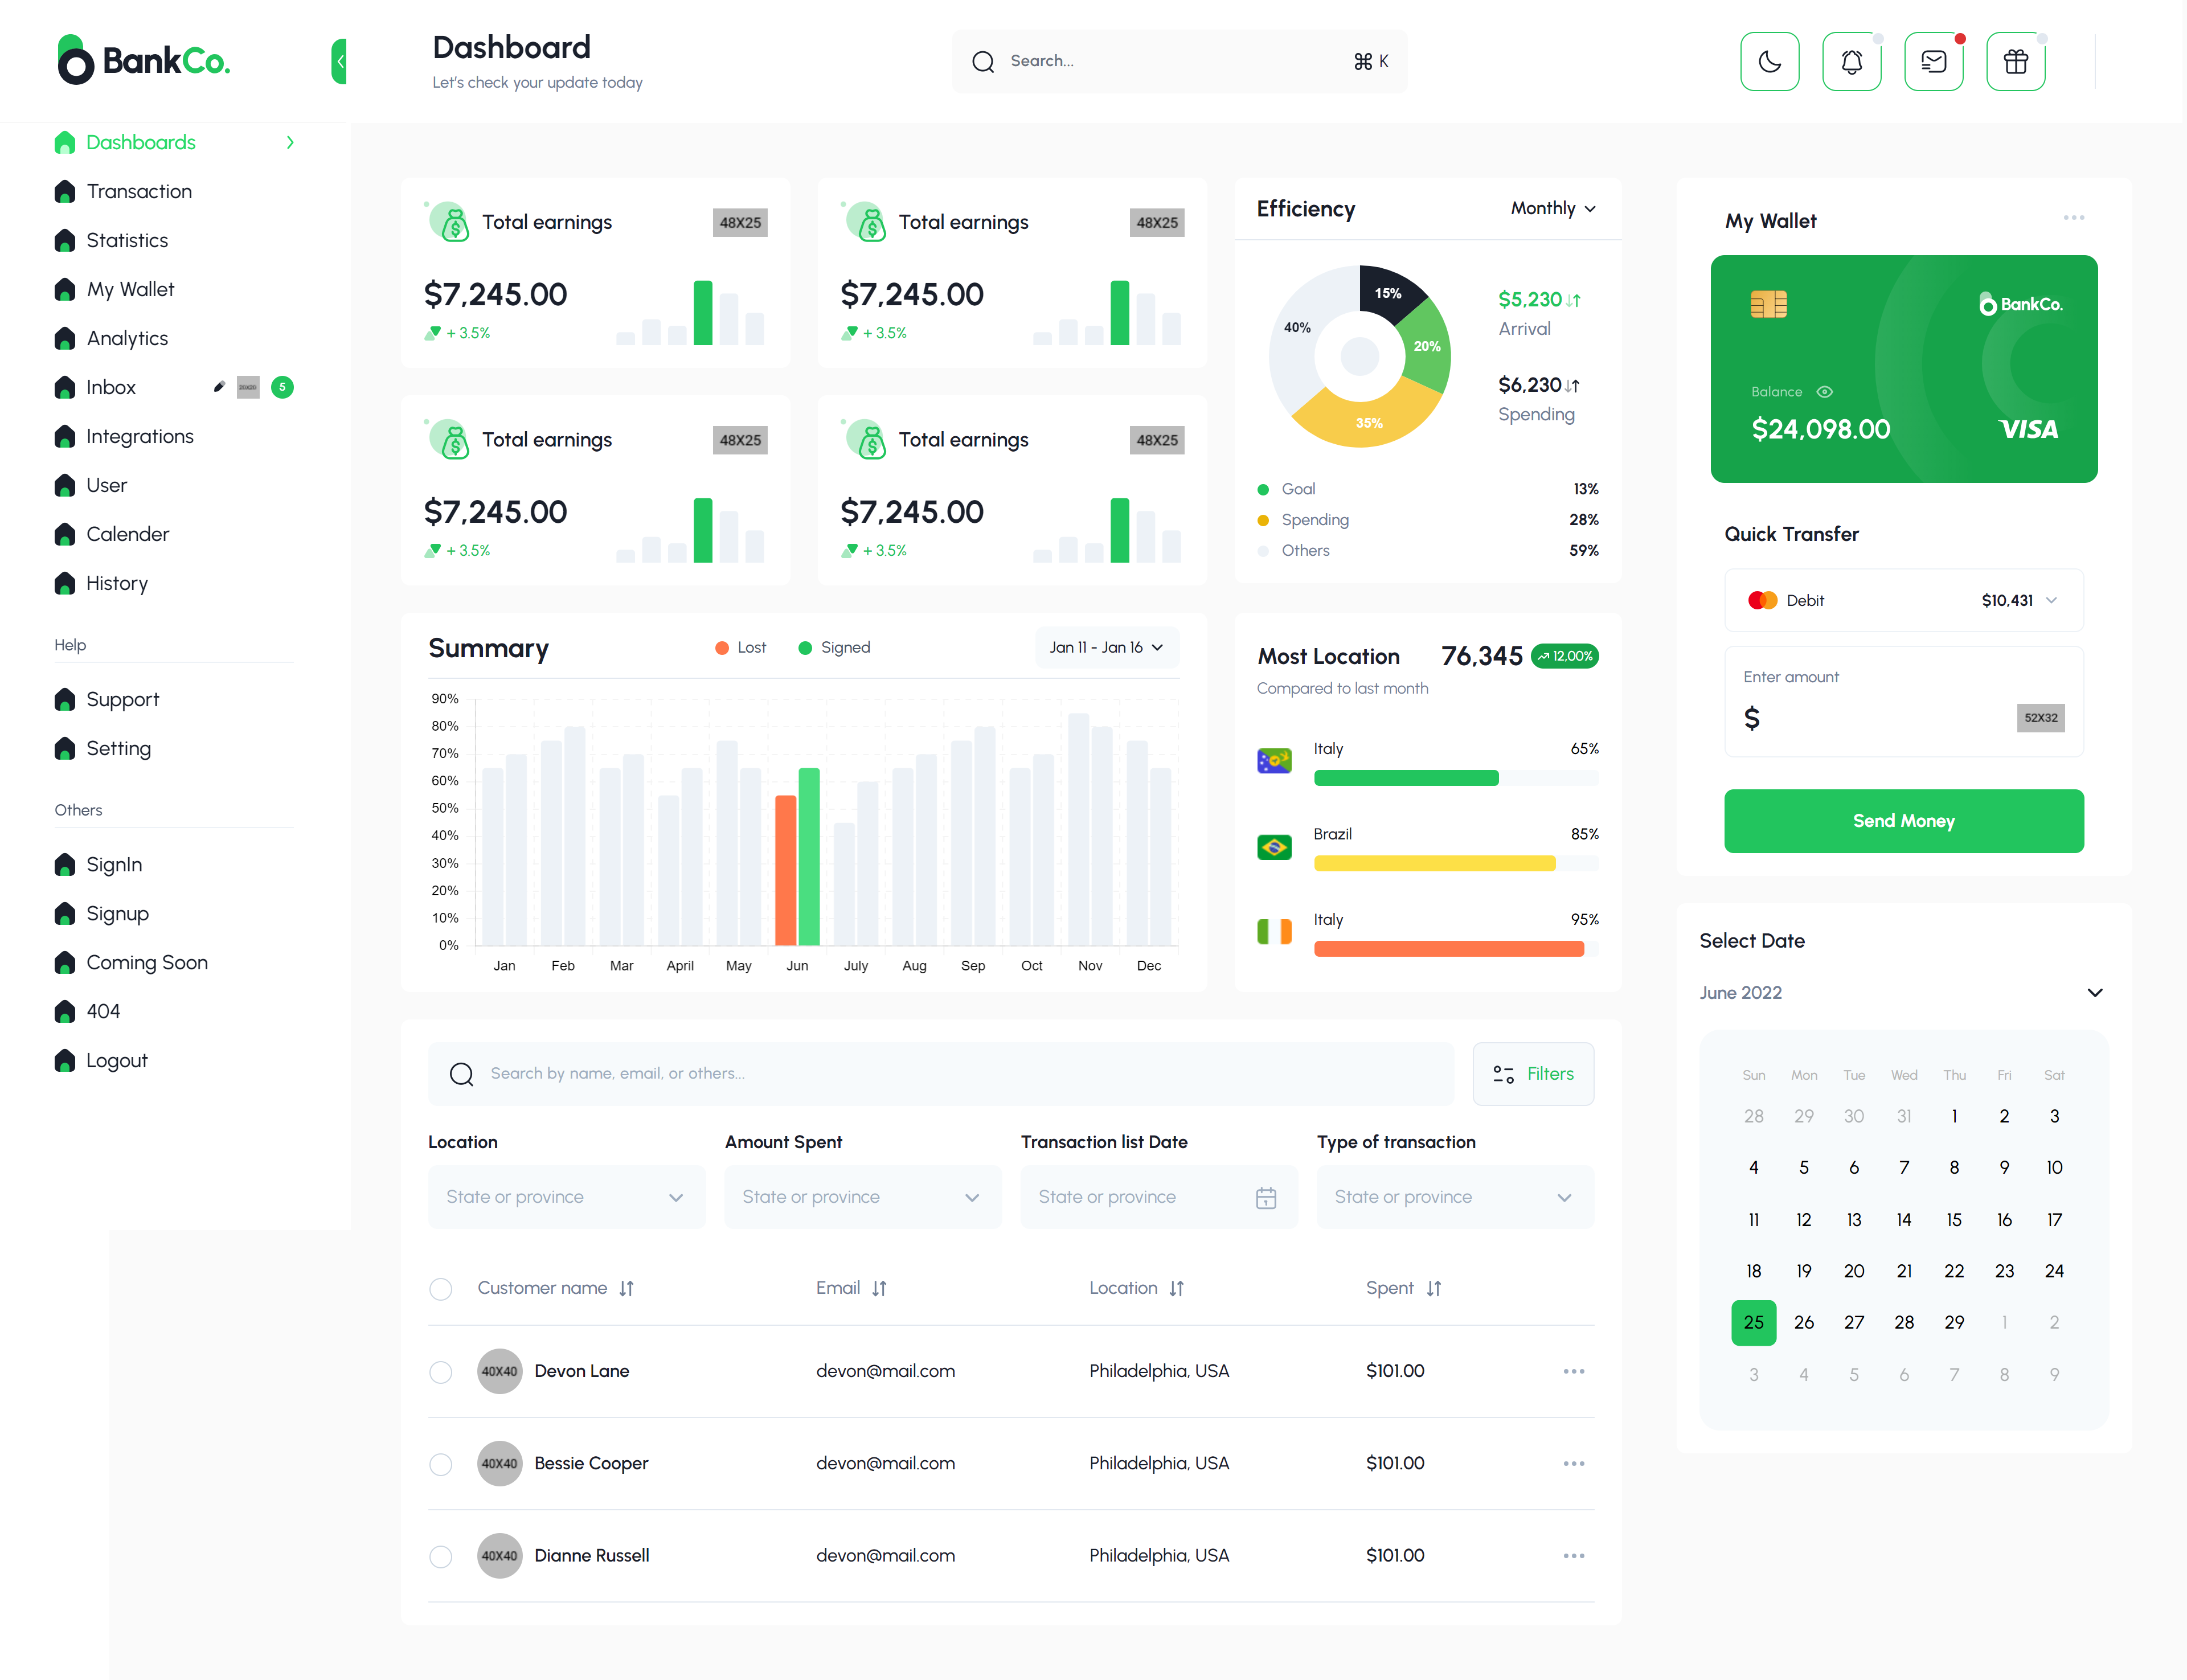 BankCo.
Dashboard
Let's check your update today
Search...
⌘ K
Dashboards
Transaction
Statistics
My Wallet
Analytics
Inbox
5
Integrations
User
Calender
History
Help
Support
Setting
Others
SignIn
Signup
Coming Soon
404
Logout
Total earnings
48X25
$7,245.00
+ 3.5%
Total earnings
48X25
$7,245.00
+ 3.5%
Total earnings
48X25
$7,245.00
+ 3.5%
Total earnings
48X25
$7,245.00
+ 3.5%
Efficiency
Monthly
15%
20%
35%
40%
$5,230
Arrival
$6,230
Spending
Goal 13%
Spending 28%
Others 59%
Summary
Lost
Signed
Jan 11 - Jan 16
90%
80%
70%
60%
50%
40%
30%
20%
10%
0%
Jan Feb Mar April May Jun July Aug Sep Oct Nov Dec
Most Location
76,345
12,00%
Compared to last month
Italy 65%
Brazil 85%
Italy 95%
Search by name, email, or others...
Filters
Location
State or province
Amount Spent
State or province
Transaction list Date
State or province
1
Type of transaction
State or province
Customer name Email Location Spent
40X40 Devon Lane devon@mail.com Philadelphia, USA $101.00
40X40 Bessie Cooper devon@mail.com Philadelphia, USA $101.00
40X40 Dianne Russell devon@mail.com Philadelphia, USA $101.00
My Wallet
BankCo.
Balance
$24,098.00
VISA
Quick Transfer
Debit
$10,431
Enter amount
$
52X32
Send Money
Select Date
June 2022
Sun Mon Tue Wed Thu Fri Sat
28 29 30 31 1 2 3
4 5 6 7 8 9 10
11 12 13 14 15 16 17
18 19 20 21 22 23 24
25 26 27 28 29 1 2
3 4 5 6 7 8 9